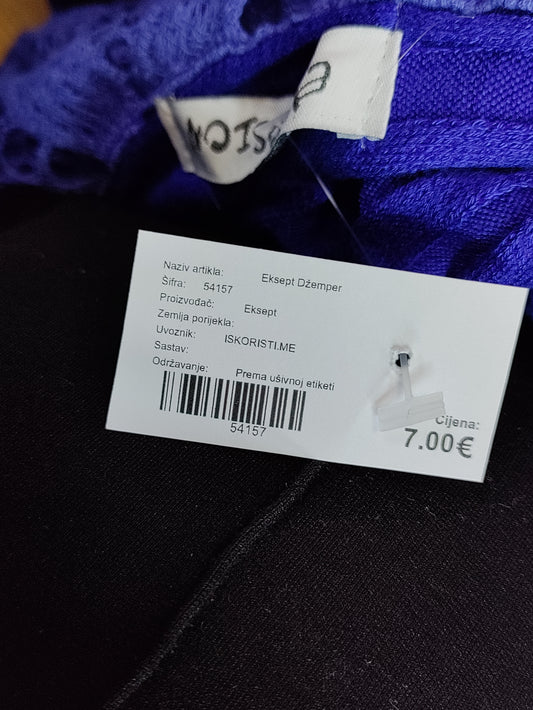 Naziv artikla: Eksept Džemper
Šifra: 54157
Proizvođač: Eksept
Zemlja porijekla:
Uvoznik: ISKORISTI.ME
Sastav:
Održavanje: Prema ušivnoj etiketi
54157
Cijena:
7.00€